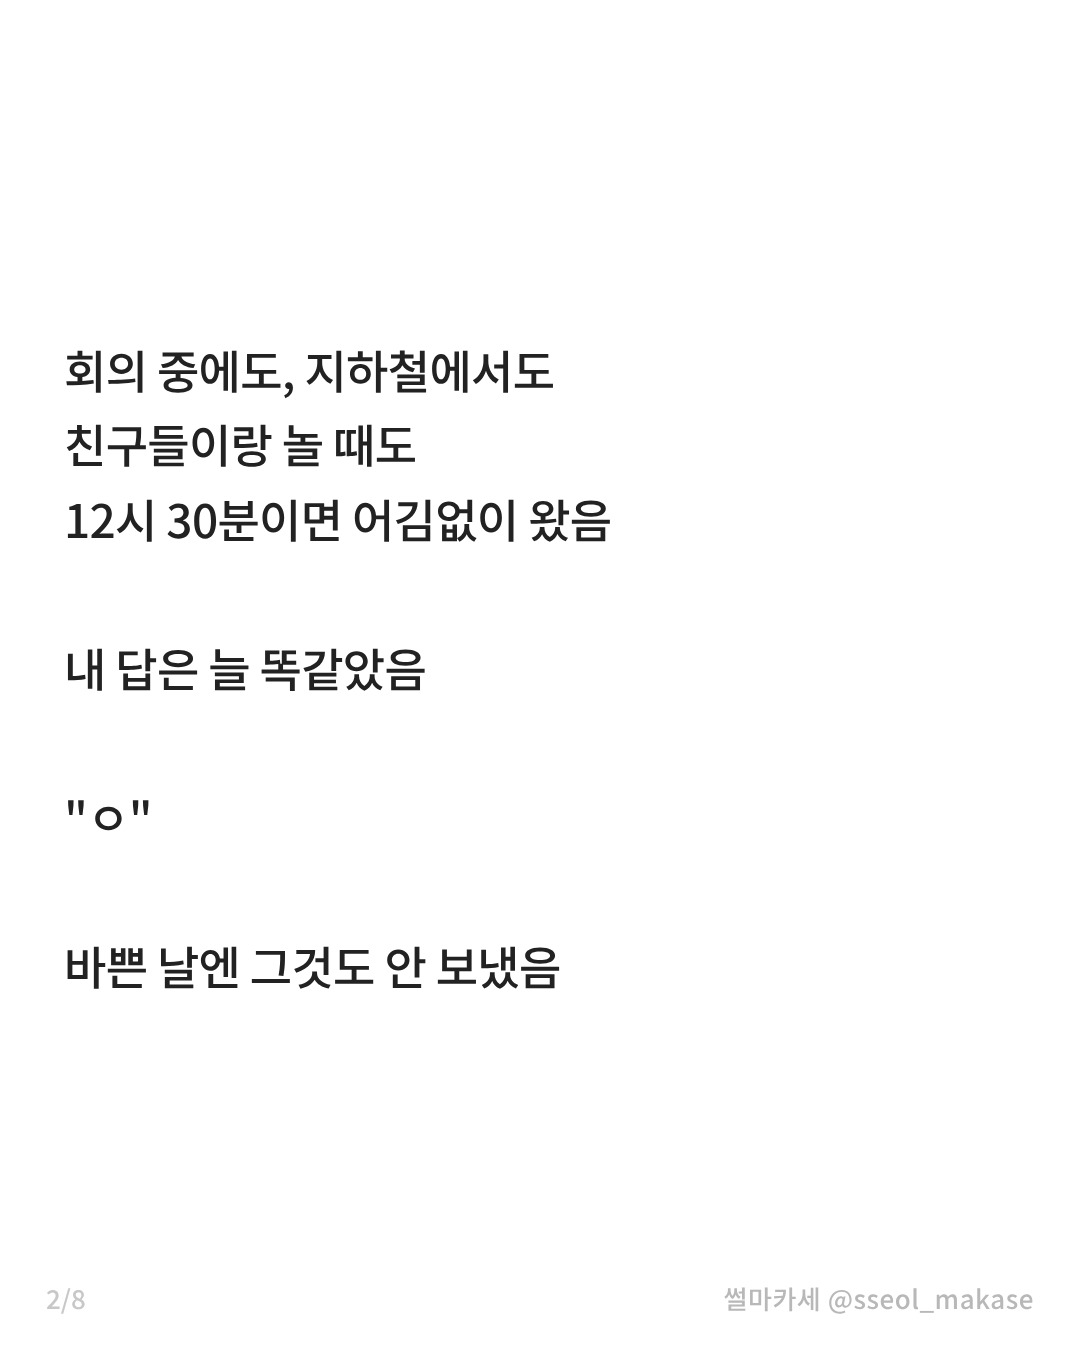 회의 중에도, 지하철에서도
친구들이랑 놀 때도
12시 30분이면 어김없이 왔음
내 답은 늘 똑같았음
"ㅇ"
바쁜 날엔 그것도 안 보냈음
2/8
썰마카세 @sseol_makase